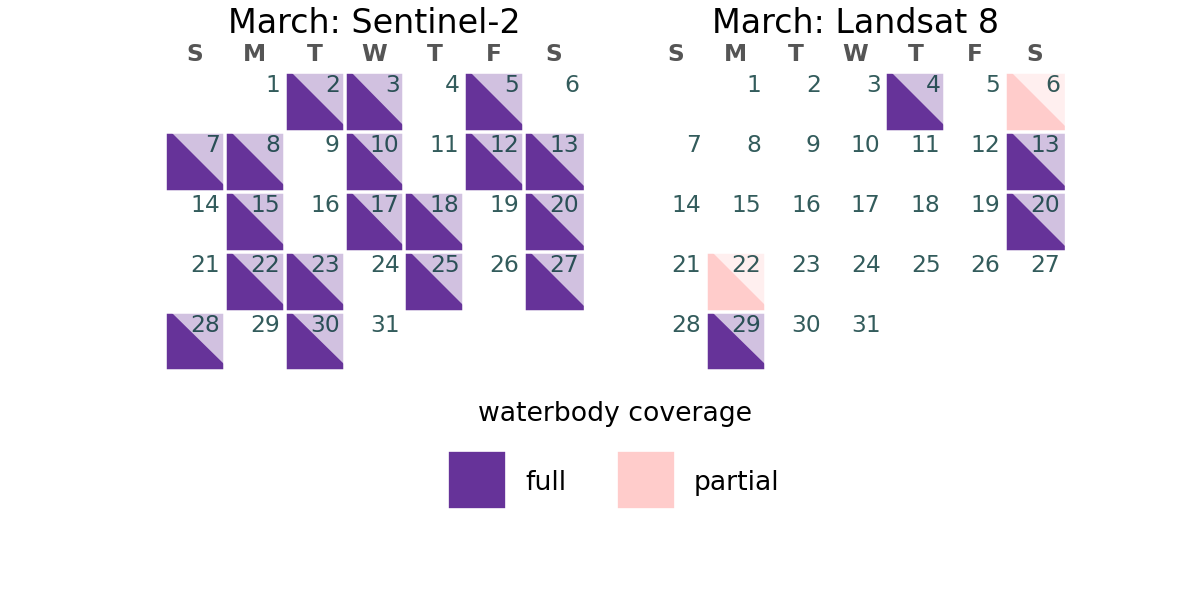 March: Sentinel-2
S M T W T F S
1 2 3 4 5 6
7 8 9 10 11 12 13
14 15 16 17 18 19 20
21 22 23 24 25 26 27
28 29 30 31
March: Landsat 8
S M T W T F S
1 2 3 4 5 6
7 8 9 10 11 12 13
14 15 16 17 18 19 20
21 22 23 24 25 26 27
28 29 30 31
waterbody coverage
full
partial